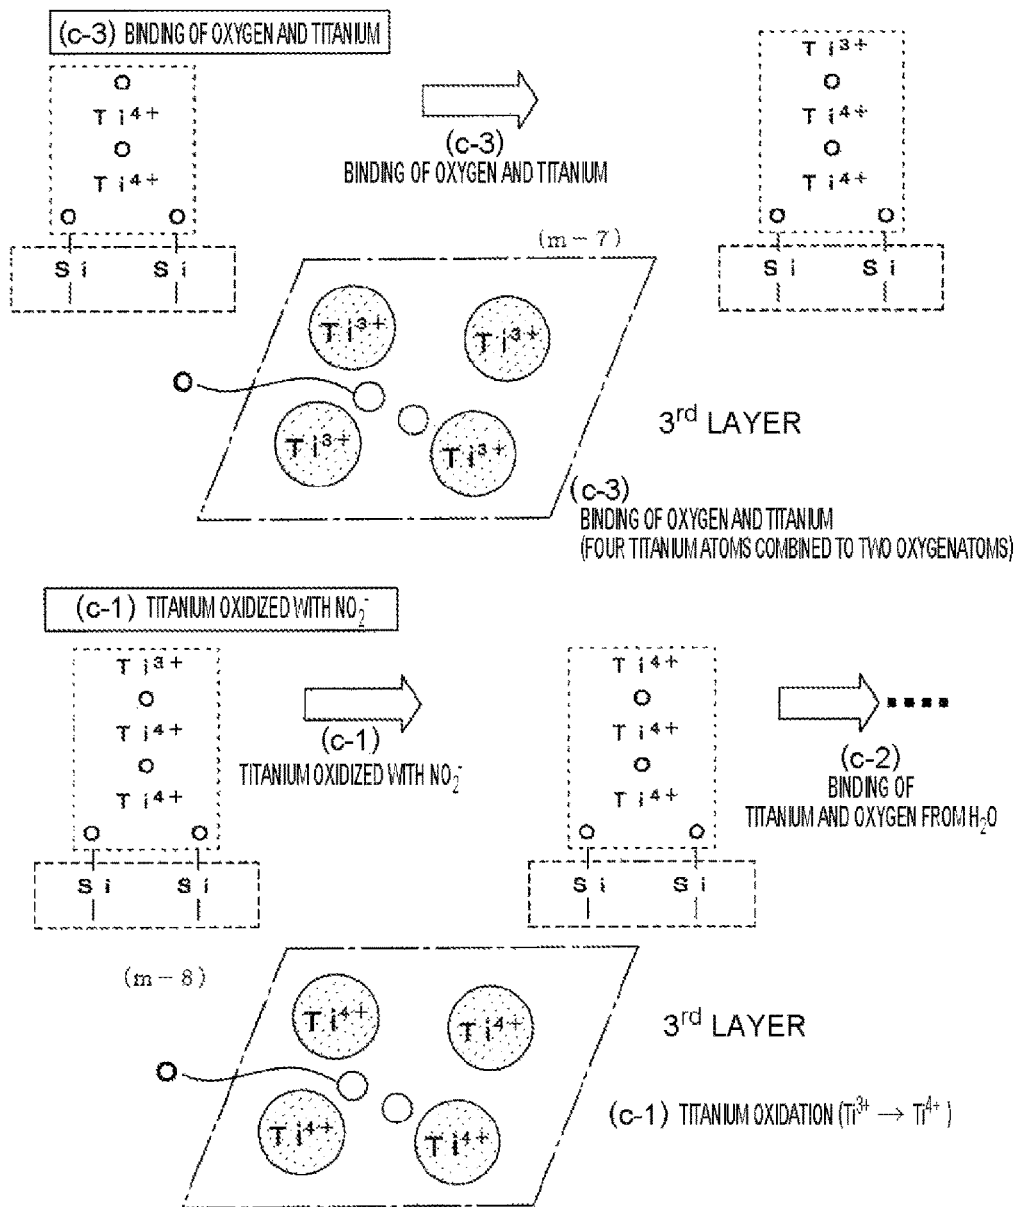 (c-3) BINDING OF OXYGEN AND TITANIUM
O
Ti⁴⁺
O
Ti⁴⁺
O O
Si Si
(c-3)
BINDING OF OXYGEN AND TITANIUM
Ti³⁺
O
Ti⁴⁺
O
Ti⁴⁺
O O
Si Si
(m-7)
Ti³⁺ Ti³⁺
O
Ti³⁺ Ti³⁺
3rd LAYER
(c-3)
BINDING OF OXYGEN AND TITANIUM
(FOUR TITANIUM ATOMS COMBINED TO TWO OXYGENATOMS)
(c-1) TITANIUM OXIDIZED WITH NO₂⁻
Ti³⁺
O
Ti⁴⁺
O
Ti⁴⁺
O O
Si Si
(c-1)
TITANIUM OXIDIZED WITH NO₂⁻
Ti⁴⁺
O
Ti⁴⁺
O
Ti⁴⁺
O O
Si Si
(c-2)
BINDING OF
TITANIUM AND OXYGEN FROM H₂O
(m-8)
Ti⁴⁺ Ti⁴⁺
O
Ti⁴⁺ Ti⁴⁺
3rd LAYER
(c-1) TITANIUM OXIDATION (Ti³⁺ → Ti⁴⁺)